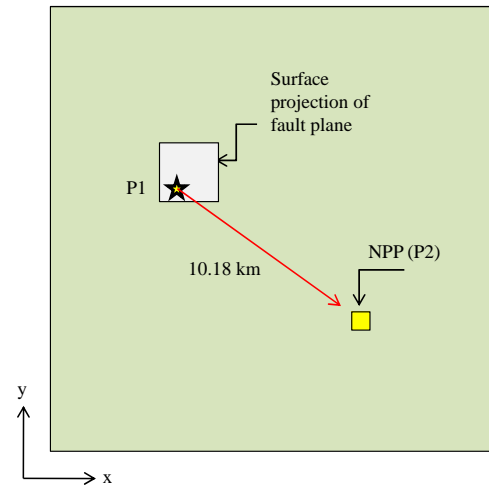 Surface
projection of
fault plane
P1
NPP (P2)
10.18 km
y
x